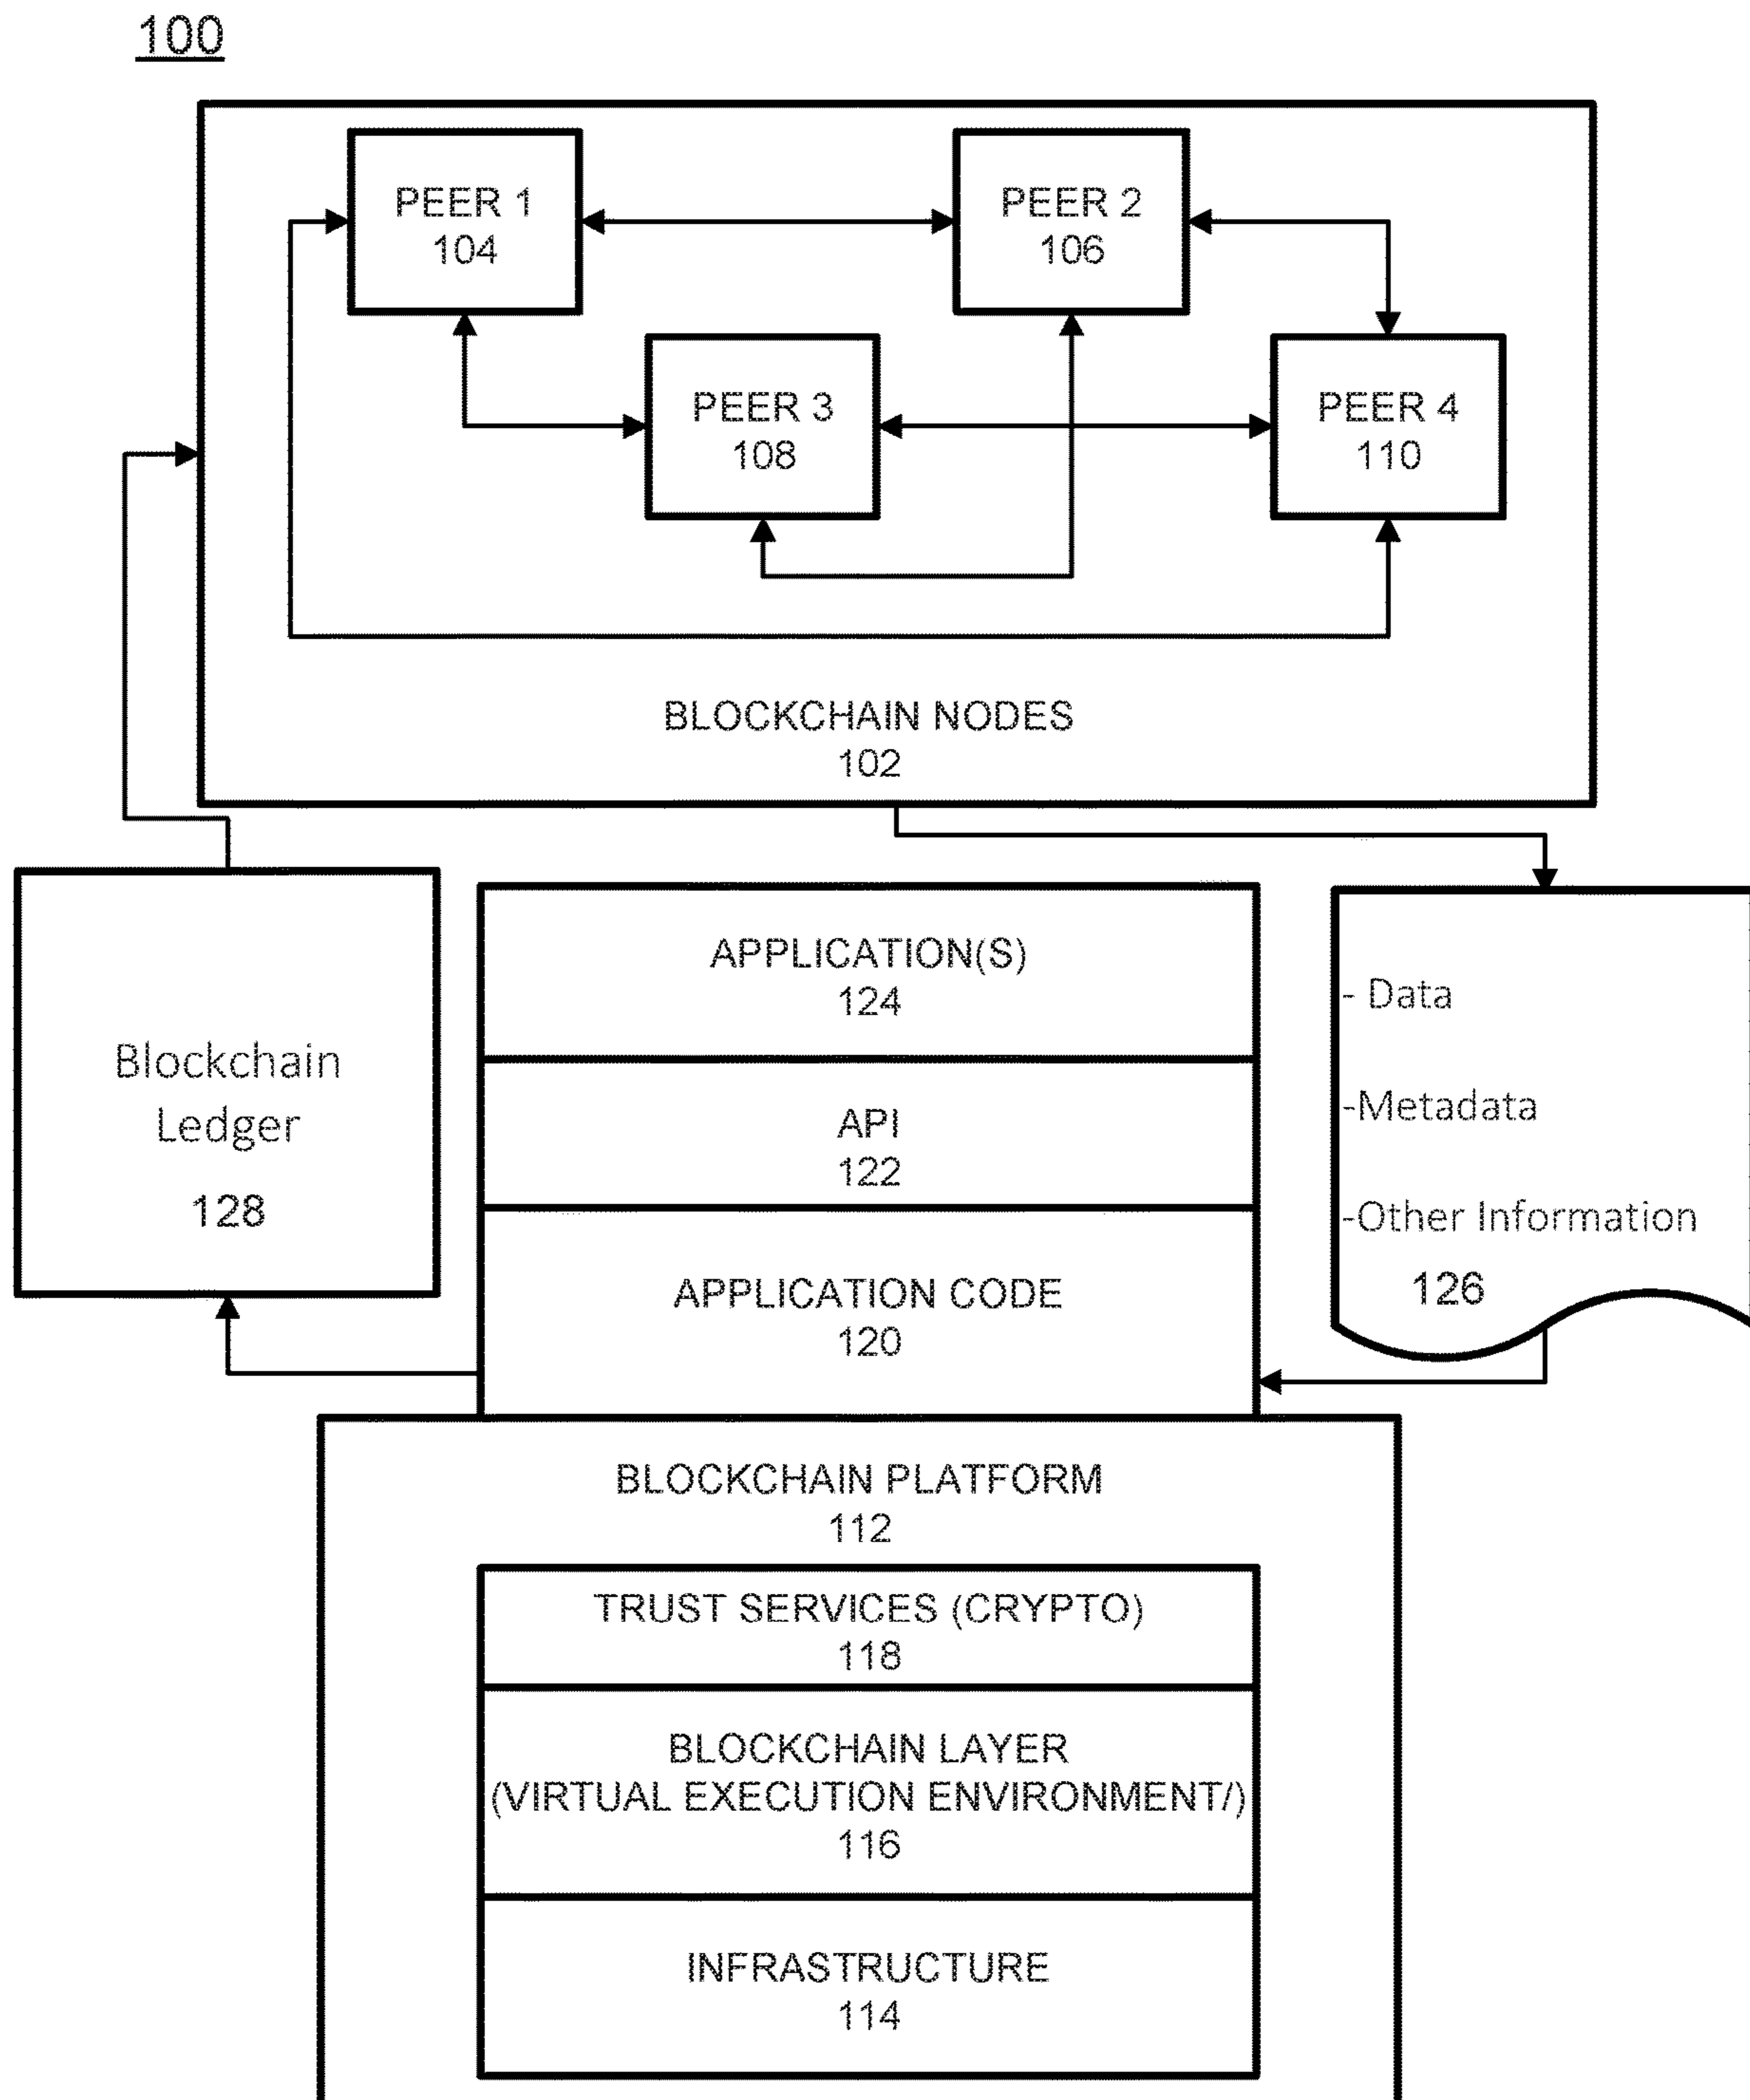 100
PEER 1
104
PEER 2
106
PEER 3
108
PEER 4
110
BLOCKCHAIN NODES
102
Blockchain
Ledger
128
APPLICATION(S)
124
API
122
APPLICATION CODE
120
- Data
-Metadata
-Other Information
126
BLOCKCHAIN PLATFORM
112
TRUST SERVICES (CRYPTO)
118
BLOCKCHAIN LAYER
(VIRTUAL EXECUTION ENVIRONMENT/)
116
INFRASTRUCTURE
114